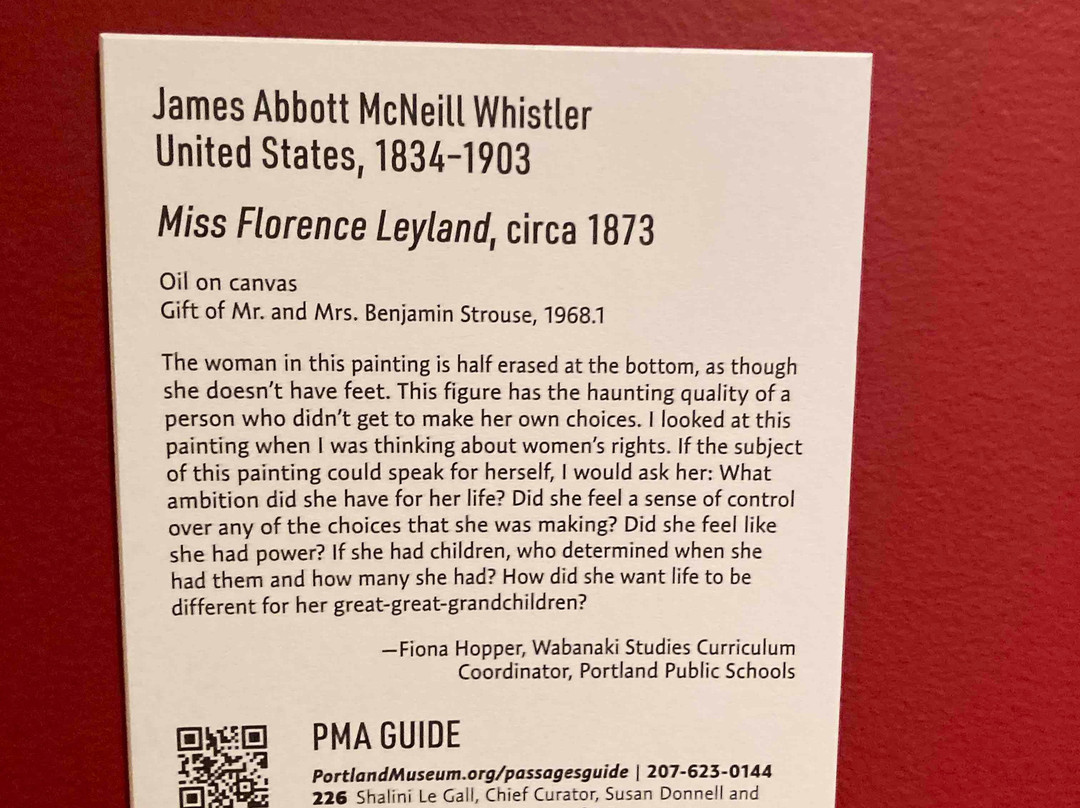 James Abbott McNeill Whistler
United States, 1834–1903
Miss Florence Leyland, circa 1873
Oil on canvas
Gift of Mr. and Mrs. Benjamin Strouse, 1968.1
The woman in this painting is half erased at the bottom, as though
she doesn’t have feet. This figure has the haunting quality of a
person who didn’t get to make her own choices. I looked at this
painting when I was thinking about women’s rights. If the subject
of this painting could speak for herself, I would ask her: What
ambition did she have for her life? Did she feel a sense of control
over any of the choices that she was making? Did she feel like
she had power? If she had children, who determined when she
had them and how many she had? How did she want life to be
different for her great-great-grandchildren?
—Fiona Hopper, Wabanaki Studies Curriculum
Coordinator, Portland Public Schools
PMA GUIDE
PortlandMuseum.org/passagesguide | 207-623-0144
226 Shalini Le Gall, Chief Curator, Susan Donnell and